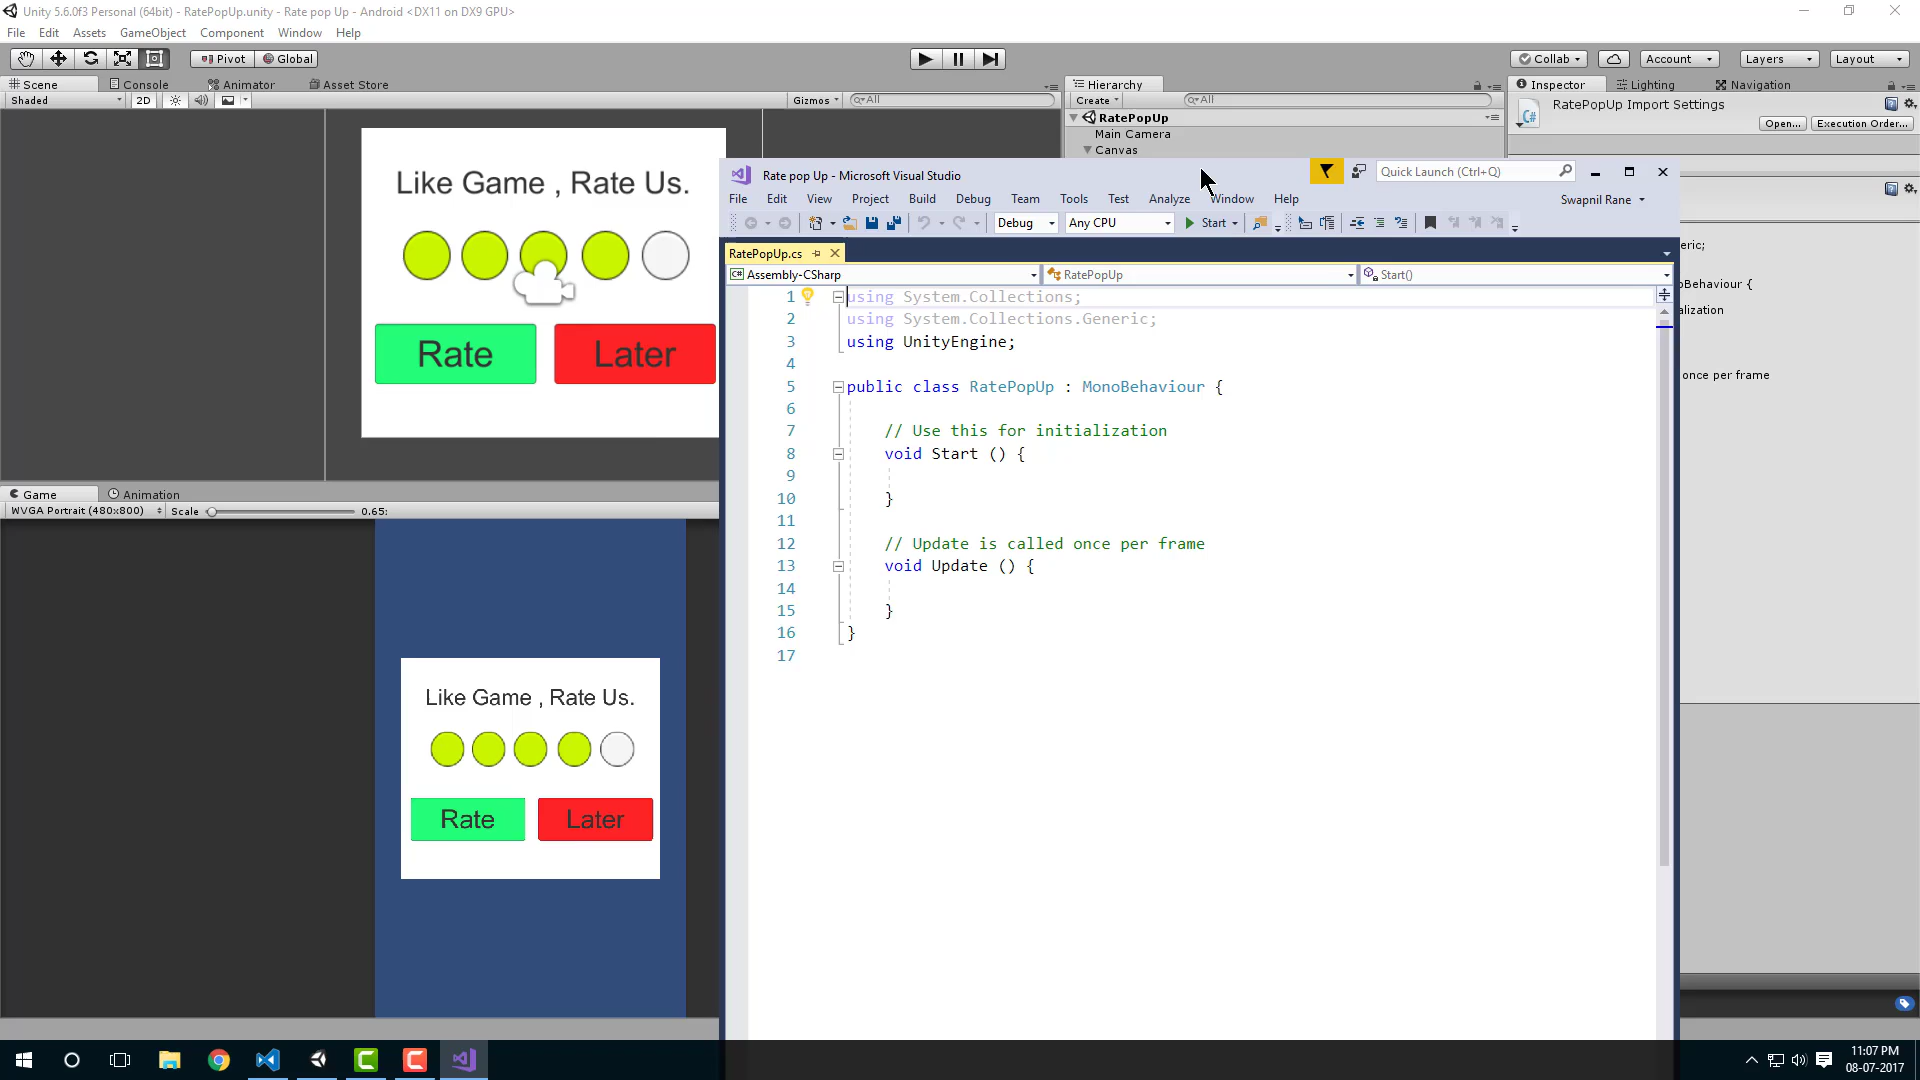 Unity 5.6.0f3 Personal (64bit) - RatePopUp.unity - Rate pop Up - Android <DX11 on DX9 GPU>
File Edit Assets GameObject Component Window Help
Pivot Global Collab Account Layers Layout
Scene Console Animator Asset Store Hierarchy Inspector Lighting Navigation
Shaded 2D Gizmos All Create All
RatePopUp Import Settings
Open... Execution Order...
RatePopUp
Main Camera
Canvas
Like Game , Rate Us.
Rate Later
Rate pop Up - Microsoft Visual Studio Quick Launch (Ctrl+Q)
File Edit View Project Build Debug Team Tools Test Analyze Window Help Swapnil Rane
Debug Any CPU Start
RatePopUp.cs
C# Assembly-CSharp RatePopUp Start()
1 using System.Collections;
2 using System.Collections.Generic;
3 using UnityEngine;
4
5 public class RatePopUp : MonoBehaviour {
6
7 // Use this for initialization
8 void Start () {
9
10 }
11
12 // Update is called once per frame
13 void Update () {
14
15 }
16 }
17
C#
eric;
oBehaviour {
ialization
once per frame
Game Animation
WVGA Portrait (480x800) Scale 0.65:
Like Game , Rate Us.
Rate Later
11:07 PM
08-07-2017